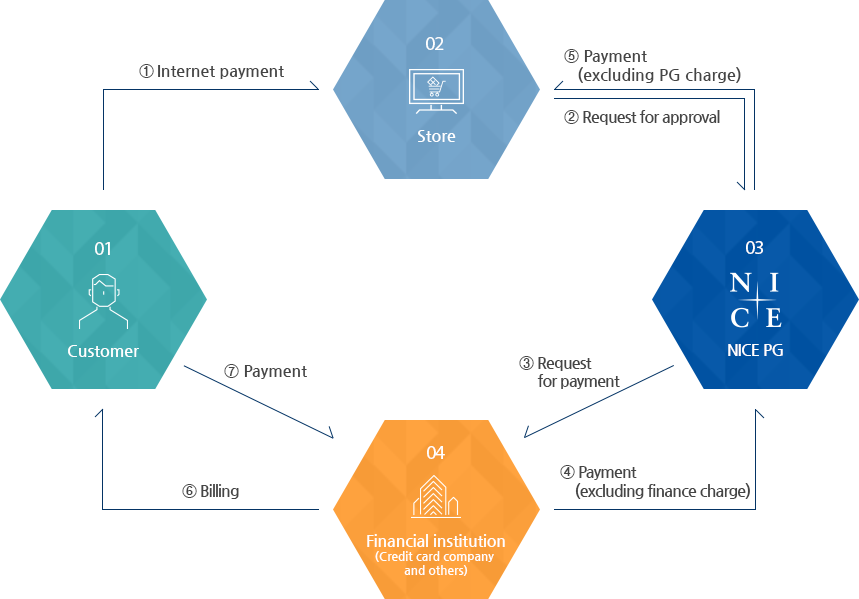 02
Store
① Internet payment
⑤ Payment
(excluding PG charge)
② Request for approval
01
Customer
03
N I
C E
NICE PG
⑦ Payment
③ Request
for payment
04
Financial institution
(Credit card company
and others)
⑥ Billing
④ Payment
(excluding finance charge)